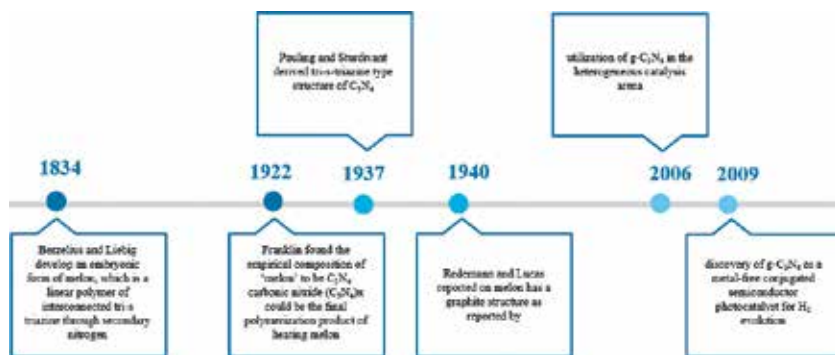 Pauling and Sturdivant
derived tri-s-triazine type
structure of C₃N₄
utilization of g-C₃N₄ in the
heterogeneous catalysis
arena
1834
1922
1937
1940
2006
2009
Berzelius and Liebig
develop an embryonic
form of melon, which is a
linear polymer of
interconnected tri-s
triazine through secondary
nitrogen
Franklin found the
empirical composition of
'melon' to be C₃N₄
carbonic nitride (C₃N₄)x
could be the final
polymerization product of
heating melon
Redemann and Lucas
reported on melon has a
graphite structure as
reported by
discovery of g-C₃N₄ as a
metal-free conjugated
semiconductor
photocatalyst for H₂
evolution